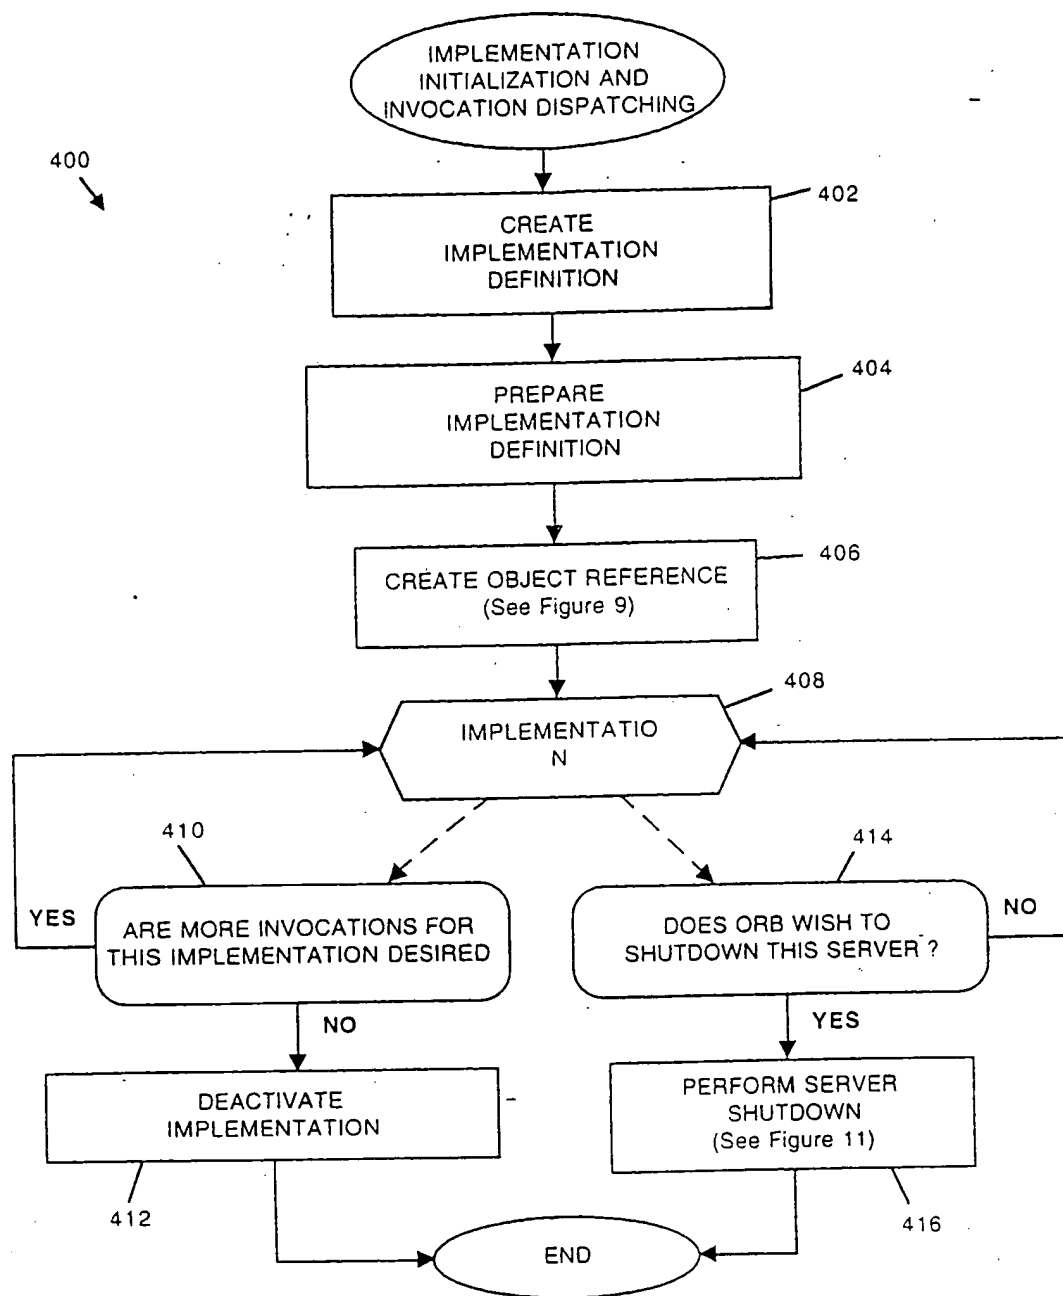 IMPLEMENTATION
INITIALIZATION AND
INVOCATION DISPATCHING
400
402
CREATE
IMPLEMENTATION
DEFINITION
404
PREPARE
IMPLEMENTATION
DEFINITION
406
CREATE OBJECT REFERENCE
(See Figure 9)
408
IMPLEMENTATIO
N
410
414
YES
ARE MORE INVOCATIONS FOR
THIS IMPLEMENTATION DESIRED
DOES ORB WISH TO
SHUTDOWN THIS SERVER ?
NO
NO
YES
DEACTIVATE
IMPLEMENTATION
PERFORM SERVER
SHUTDOWN
(See Figure 11)
412
416
END